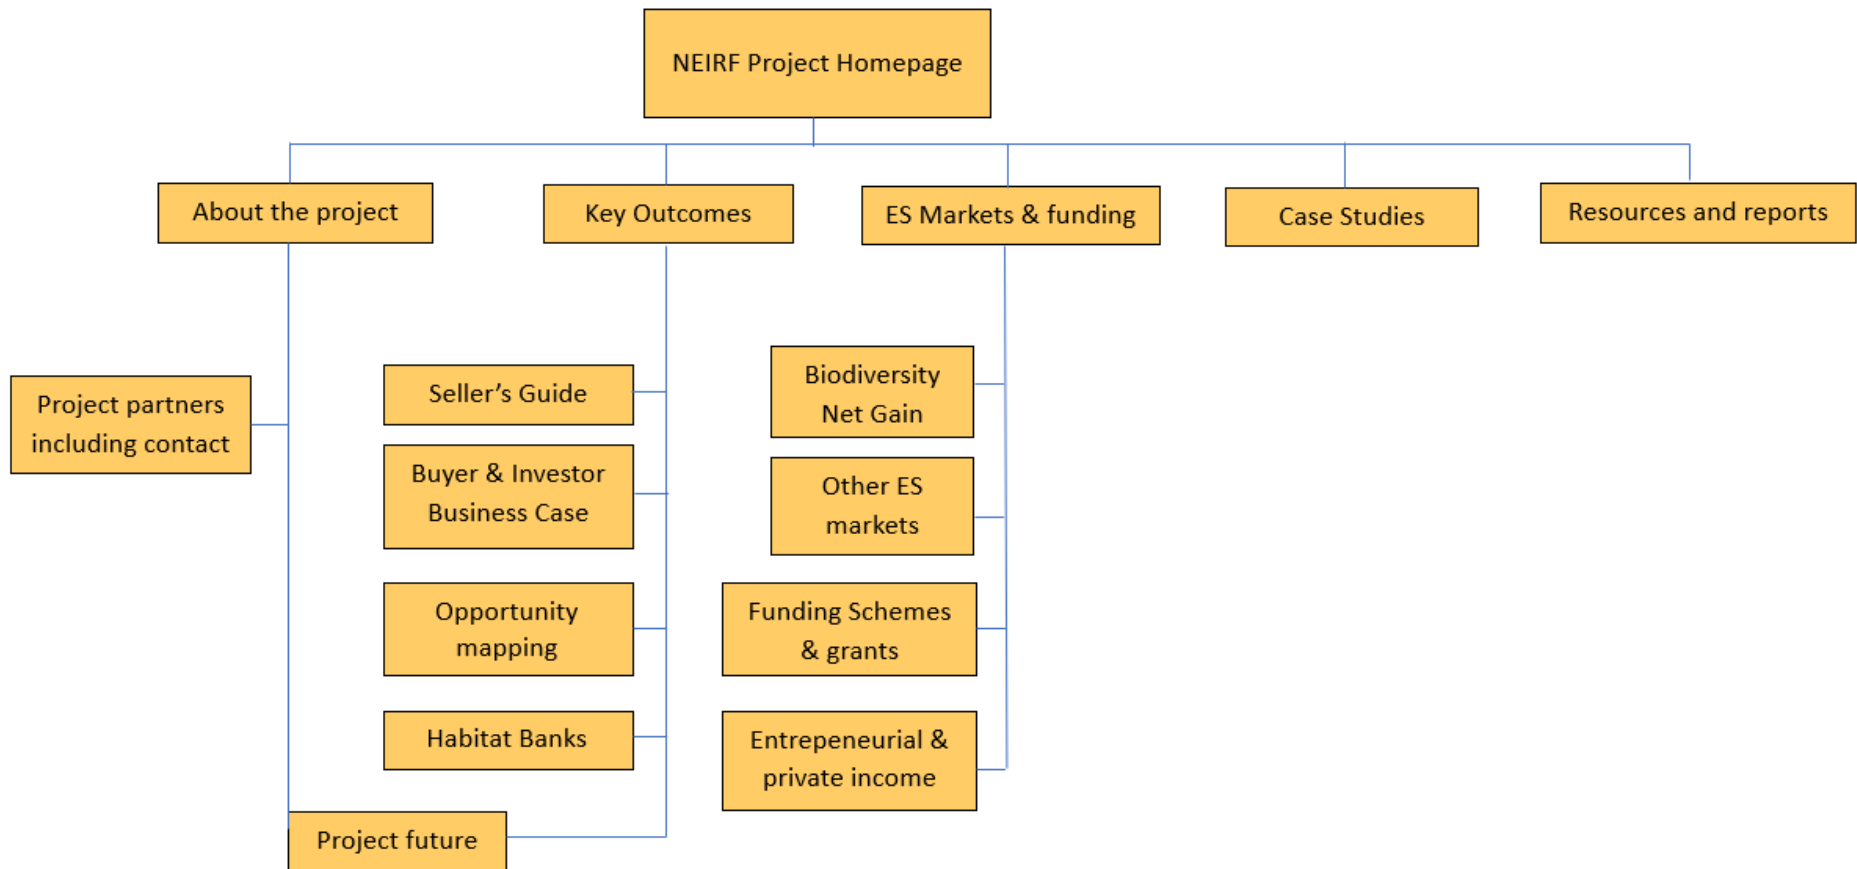 NEIRF Project Homepage
About the project
Key Outcomes
ES Markets & funding
Case Studies
Resources and reports
Project partners
including contact
Seller’s Guide
Buyer & Investor
Business Case
Opportunity
mapping
Habitat Banks
Project future
Biodiversity
Net Gain
Other ES
markets
Funding Schemes
& grants
Entrepeneurial &
private income